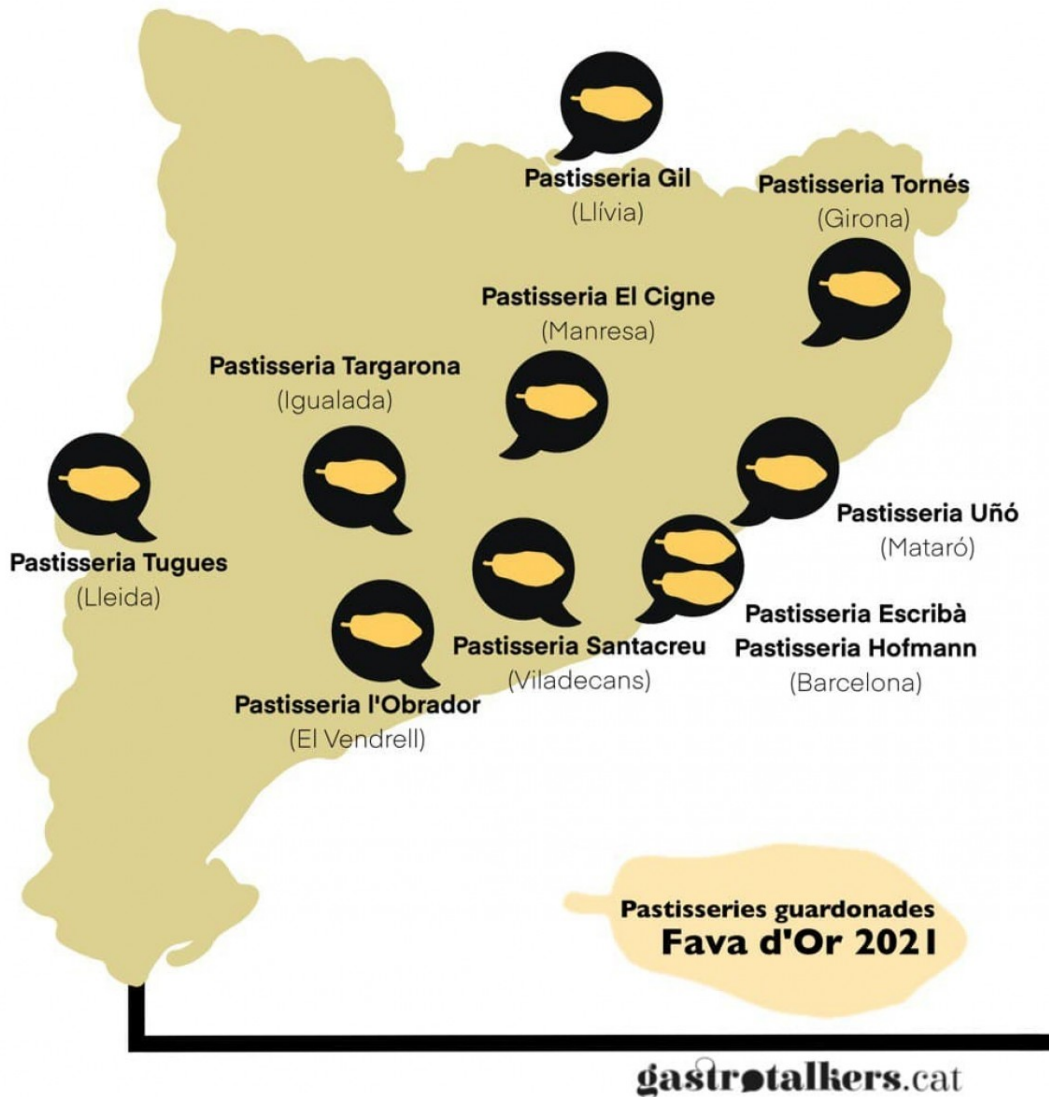 Pastisseria Gil
(Llívia)
Pastisseria Tornés
(Girona)
Pastisseria El Cigne
(Manresa)
Pastisseria Targarona
(Igualada)
Pastisseria Uñó
(Mataró)
Pastisseria Tugues
(Lleida)
Pastisseria Escribà
Pastisseria Hofmann
(Barcelona)
Pastisseria Santacreu
(Viladecans)
Pastisseria l'Obrador
(El Vendrell)
Pastisseries guardonades
Fava d'Or 2021
gastrotalkers.cat